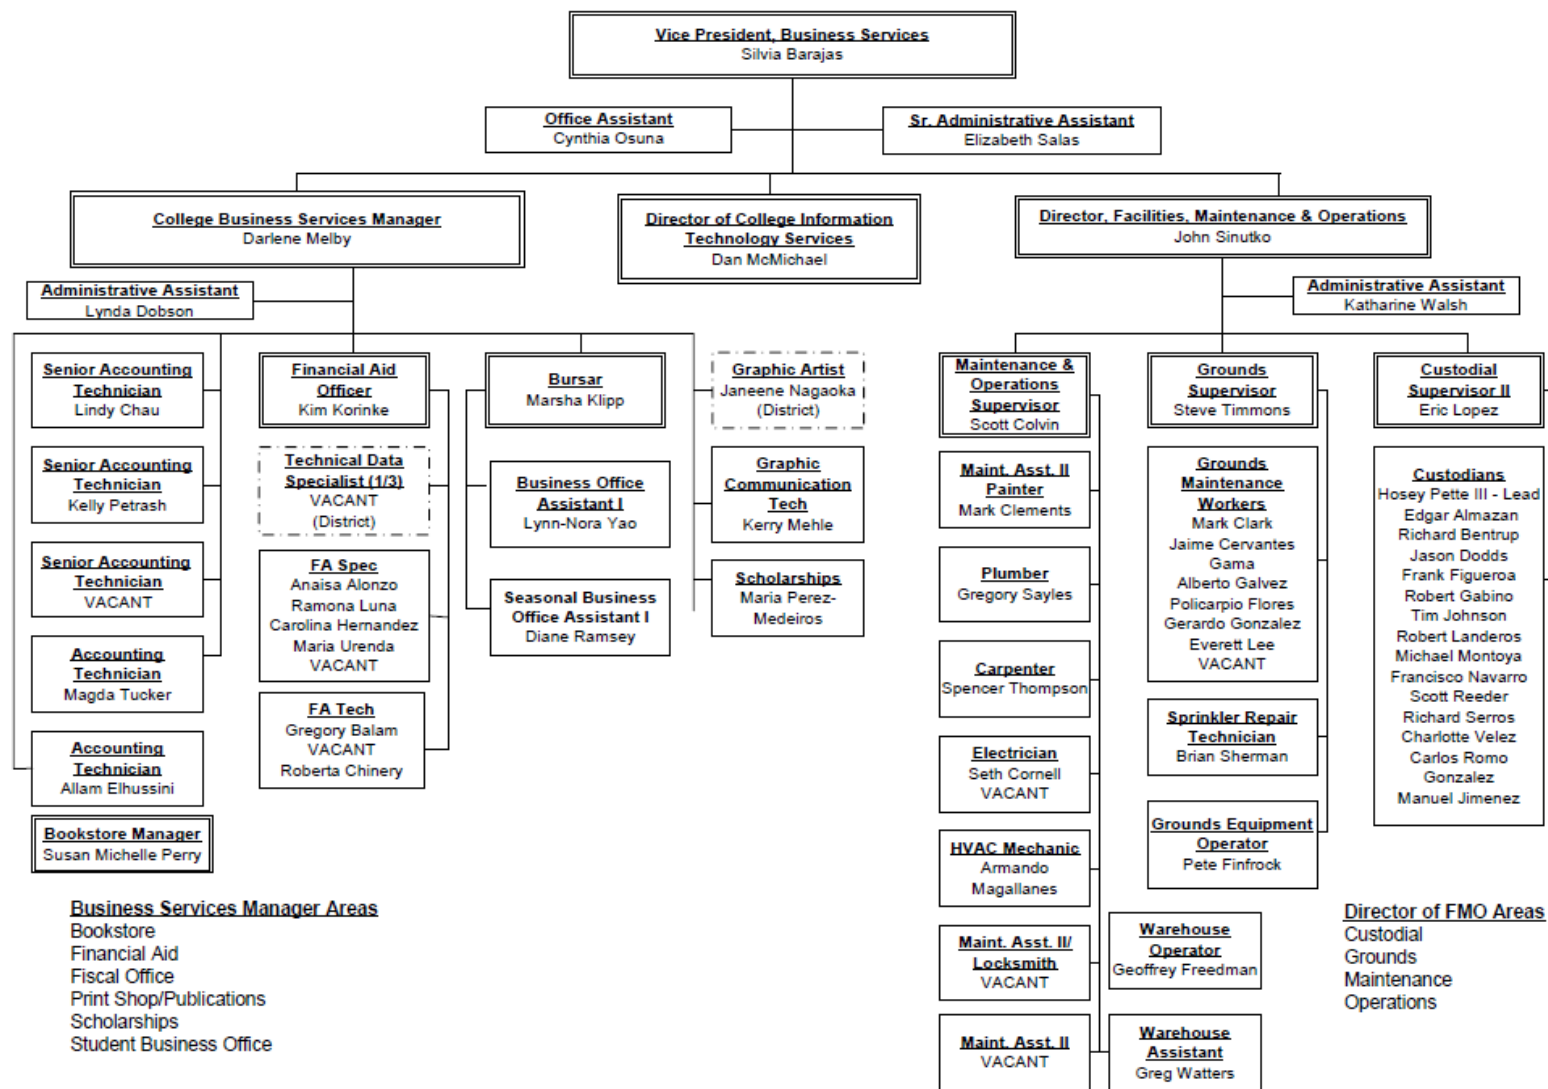 Vice President, Business Services
Silvia Barajas
Office Assistant
Cynthia Osuna
Sr. Administrative Assistant
Elizabeth Salas
College Business Services Manager
Darlene Melby
Director of College Information
Technology Services
Dan McMichael
Director, Facilities, Maintenance & Operations
John Sinutko
Administrative Assistant
Lynda Dobson
Administrative Assistant
Katharine Walsh
Senior Accounting
Technician
Lindy Chau
Senior Accounting
Technician
Kelly Petrash
Senior Accounting
Technician
VACANT
Accounting
Technician
Magda Tucker
Accounting
Technician
Allam Elhussini
Bookstore Manager
Susan Michelle Perry
Financial Aid
Officer
Kim Korinke
Technical Data
Specialist (1/3)
VACANT
(District)
FA Spec
Anaisa Alonzo
Ramona Luna
Carolina Hernandez
Maria Urenda
VACANT
FA Tech
Gregory Balam
VACANT
Roberta Chinery
Bursar
Marsha Klipp
Business Office
Assistant I
Lynn-Nora Yao
Seasonal Business
Office Assistant I
Diane Ramsey
Graphic Artist
Janeene Nagaoka
(District)
Graphic
Communication
Tech
Kerry Mehle
Scholarships
Maria Perez-
Medeiros
Maintenance &
Operations
Supervisor
Scott Colvin
Maint. Asst. II
Painter
Mark Clements
Plumber
Gregory Sayles
Carpenter
Spencer Thompson
Electrician
Seth Cornell
VACANT
HVAC Mechanic
Armando
Magallanes
Maint. Asst. II/
Locksmith
VACANT
Maint. Asst. II
VACANT
Warehouse
Operator
Geoffrey Freedman
Warehouse
Assistant
Greg Watters
Grounds
Supervisor
Steve Timmons
Grounds
Maintenance
Workers
Mark Clark
Jaime Cervantes
Gama
Alberto Galvez
Policarpio Flores
Gerardo Gonzalez
Everett Lee
VACANT
Sprinkler Repair
Technician
Brian Sherman
Grounds Equipment
Operator
Pete Finfrock
Custodial
Supervisor II
Eric Lopez
Custodians
Hosey Pette III - Lead
Edgar Almazan
Richard Bentrup
Jason Dodds
Frank Figueroa
Robert Gabino
Tim Johnson
Robert Landeros
Michael Montoya
Francisco Navarro
Scott Reeder
Richard Serros
Charlotte Velez
Carlos Romo
Gonzalez
Manuel Jimenez
Business Services Manager Areas
Bookstore
Financial Aid
Fiscal Office
Print Shop/Publications
Scholarships
Student Business Office
Director of FMO Areas
Custodial
Grounds
Maintenance
Operations